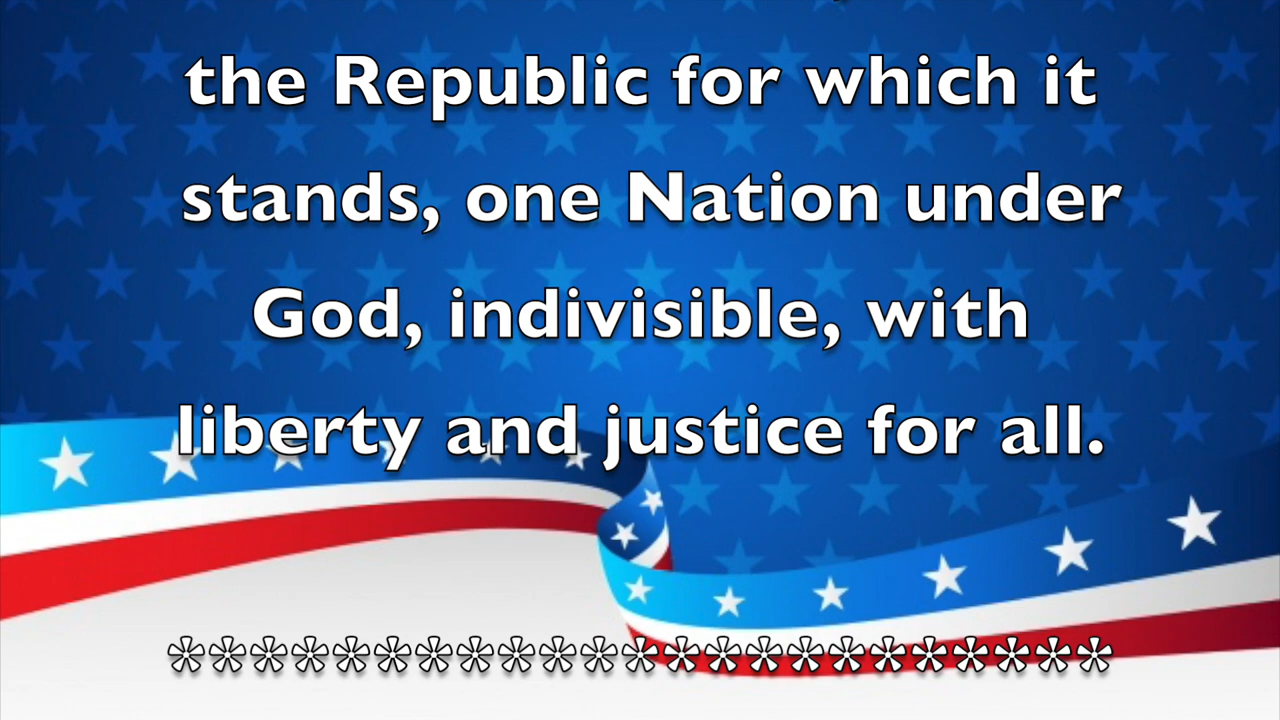 the Republic for which it
stands, one Nation under
God, indivisible, with
liberty and justice for all.
***********************